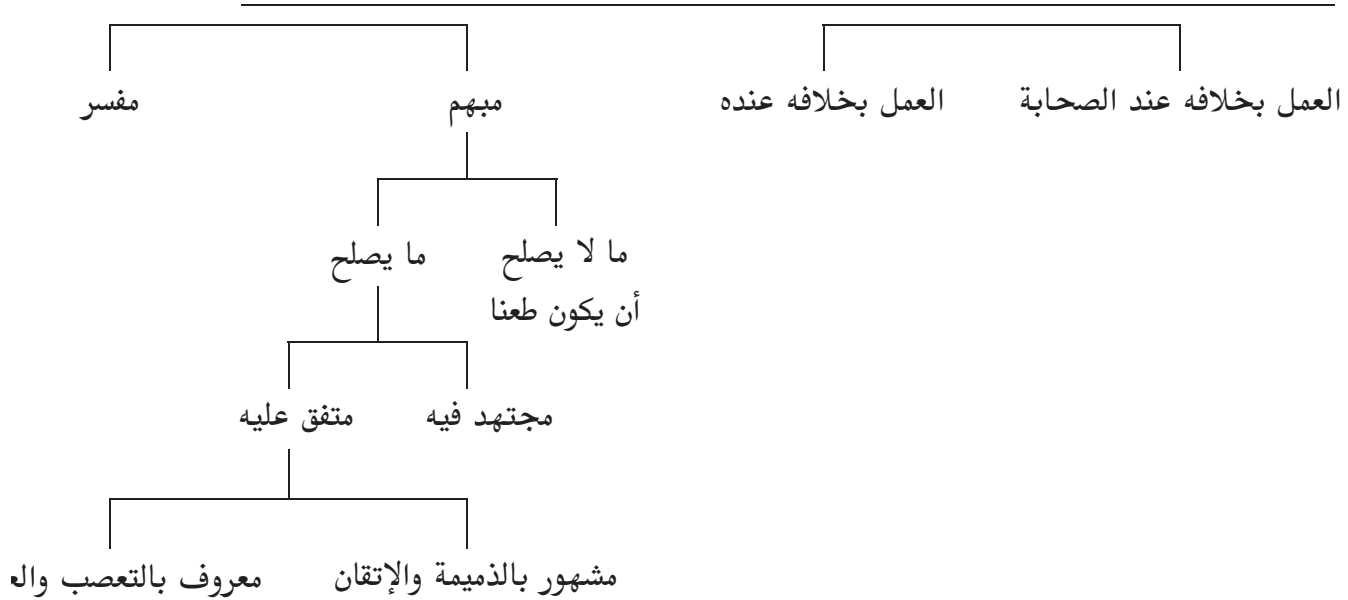 العمل بخلافه عند الصحابة
العمل بخلافه عنده
مبهم
مفسر
ما لا يصلح
أن يكون طعنا
ما يصلح
مجتهد فيه
متفق عليه
مشهور بالذميمة والإتقان
معروف بالتعصب